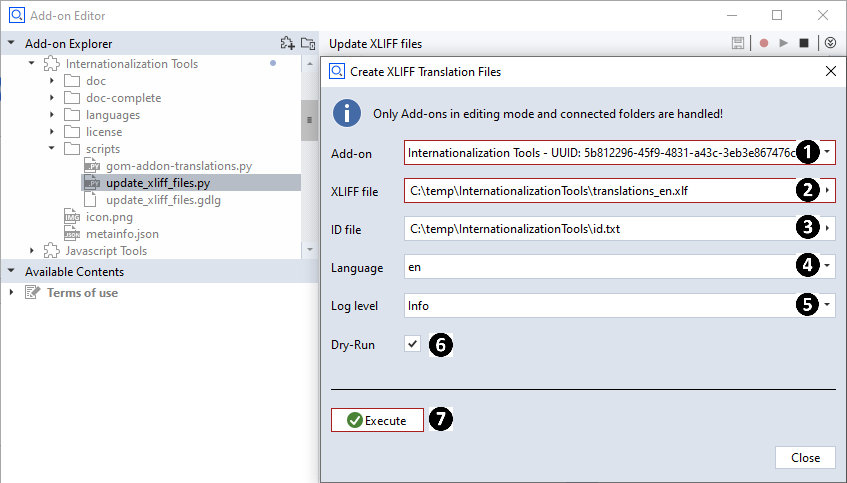 Add-on Editor
Add-on Explorer
Internationalization Tools
doc
doc-complete
languages
license
scripts
gom-addon-translations.py
update_xliff_files.py
update_xliff_files.gdlg
icon.png
metainfo.json
Javascript Tools
Available Contents
Terms of use
Update XLIFF files
Create XLIFF Translation Files
Only Add-ons in editing mode and connected folders are handled!
Add-on Internationalization Tools - UUID: 5b812296-45f9-4831-a43c-3eb3e867476c 1
XLIFF file C:\temp\InternationalizationTools\translations_en.xlf 2
ID file C:\temp\InternationalizationTools\id.txt 3
Language en 4
Log level Info 5
Dry-Run 6
Execute 7
Close